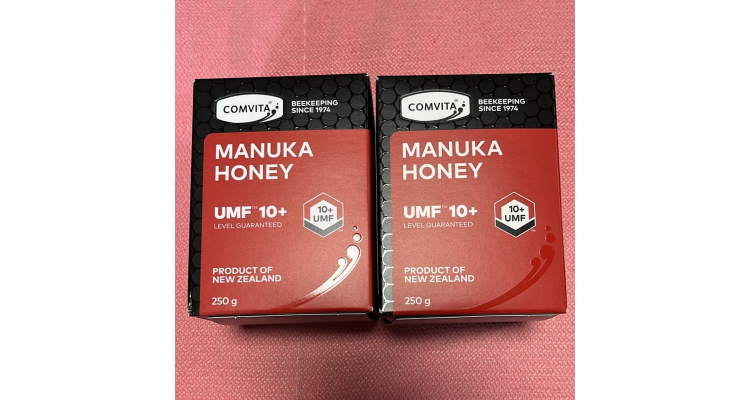 COMVITA®
BEEKEEPING
SINCE 1974
MANUKA
HONEY
UMF™ 10+
LEVEL GUARANTEED
10+
UMF
PRODUCT OF
NEW ZEALAND
250 g
COMVITA®
BEEKEEPING
SINCE 1974
MANUKA
HONEY
UMF™ 10+
LEVEL GUARANTEED
10+
UMF
PRODUCT OF
NEW ZEALAND
250 g